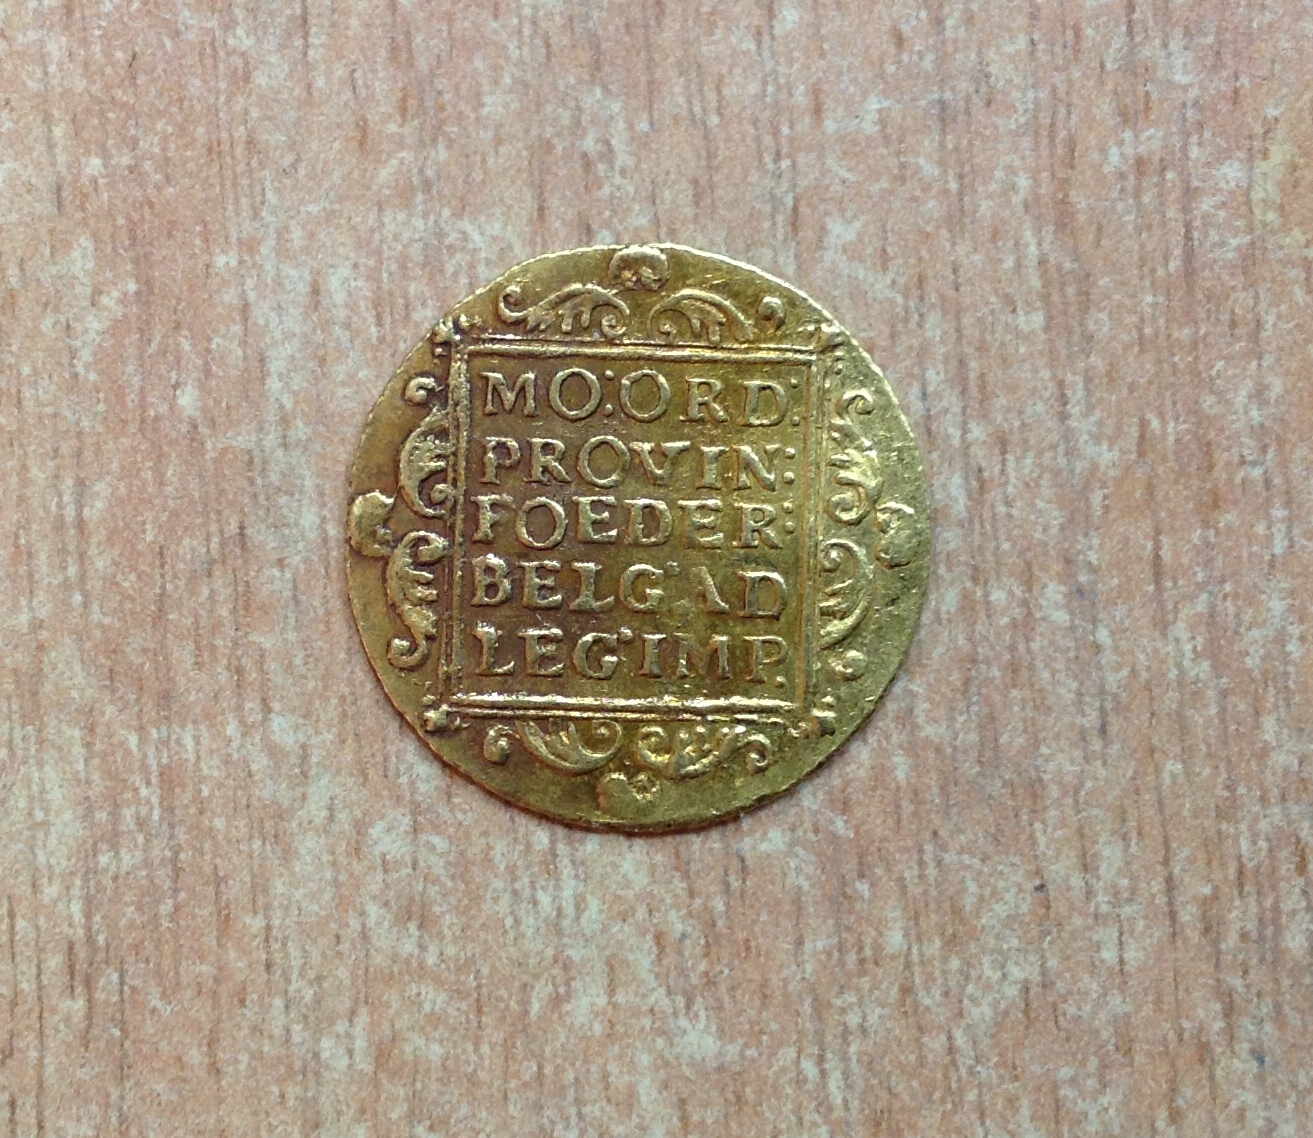 MO:ORD:
PROVIN:
FOEDER:
BELG·AD
LEG·IMP.